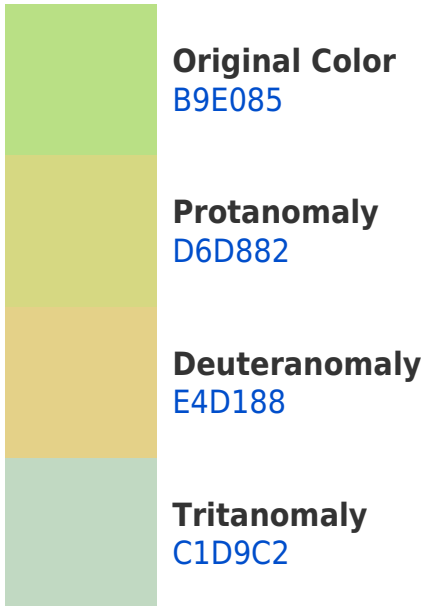 Original Color
B9E085
Protanomaly
D6D882
Deuteranomaly
E4D188
Tritanomaly
C1D9C2